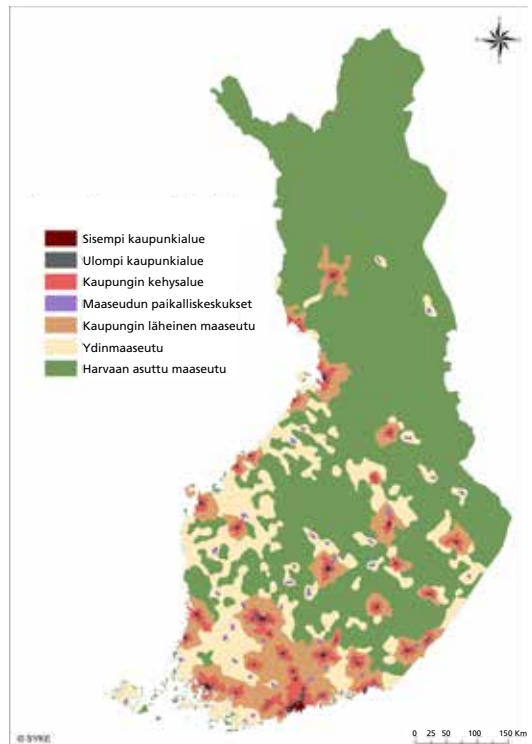 Sisempi kaupunkialue
Ulompi kaupunkialue
Kaupungin kehysalue
Maaseudun paikalliskeskukset
Kaupungin läheinen maaseutu
Ydinmaaseutu
Harvaan asuttu maaseutu
© SYKE
0 25 50 100 150 Km